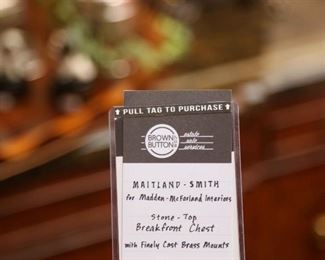 ↑ PULL TAG TO PURCHASE ↑
BROWN
BUTTON
estate
sale
services
MAITLAND - SMITH
for Madden - McFarland Interiors
Stone - Top
Breakfront Chest
with Finely Cast Brass Mounts